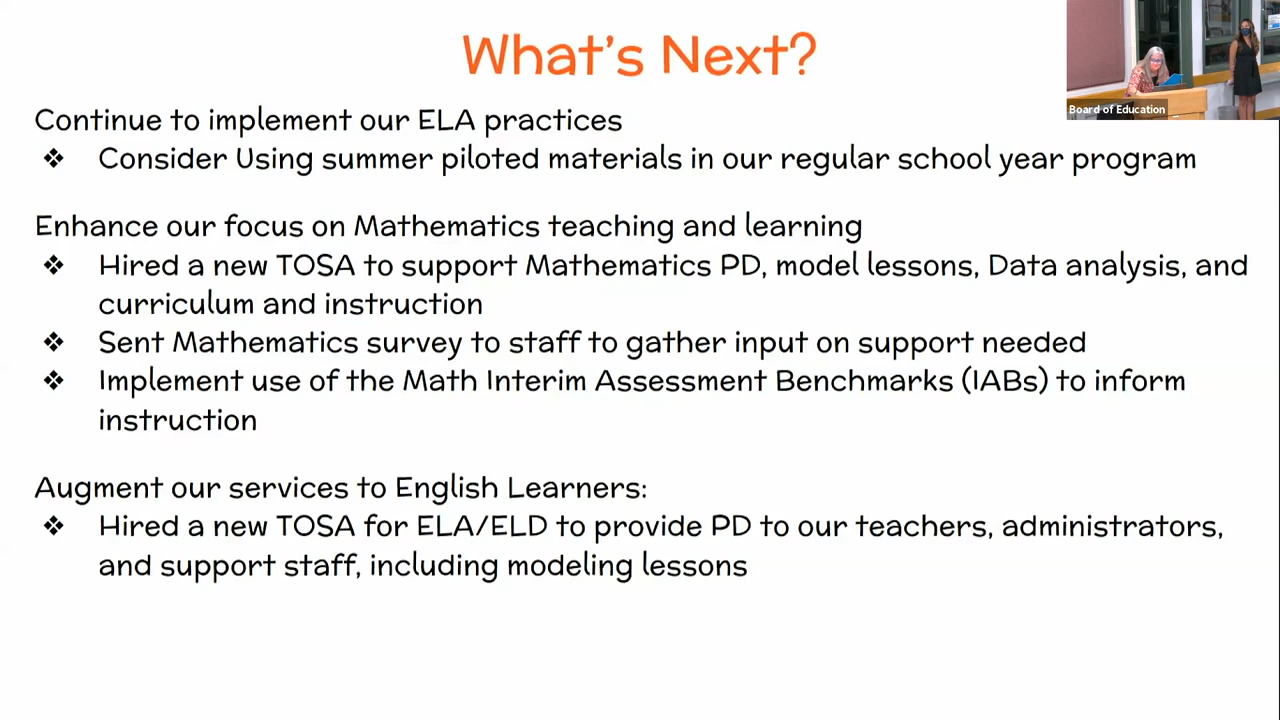 What's Next?
Board of Education
Continue to implement our ELA practices
❖ Consider Using summer piloted materials in our regular school year program
Enhance our focus on Mathematics teaching and learning
❖ Hired a new TOSA to support Mathematics PD, model lessons, Data analysis, and
curriculum and instruction
❖ Sent Mathematics survey to staff to gather input on support needed
❖ Implement use of the Math Interim Assessment Benchmarks (IABs) to inform
instruction
Augment our services to English Learners:
❖ Hired a new TOSA for ELA/ELD to provide PD to our teachers, administrators,
and support staff, including modeling lessons